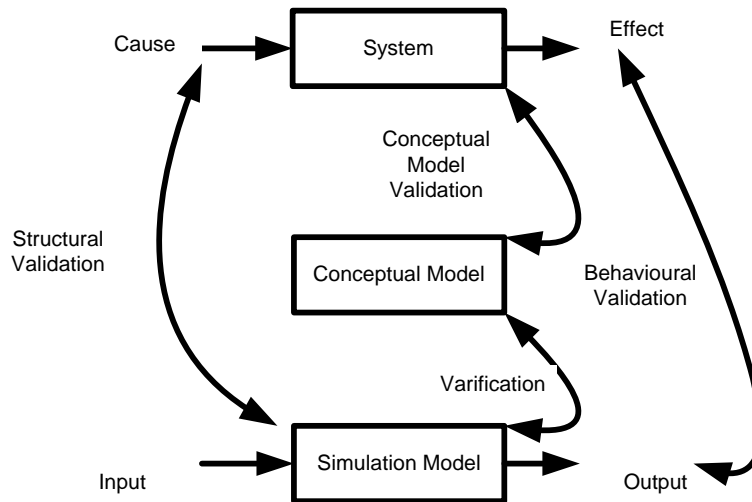 Cause
System
Effect
Conceptual
Model
Validation
Structural
Validation
Conceptual Model
Behavioural
Validation
Varification
Input
Simulation Model
Output